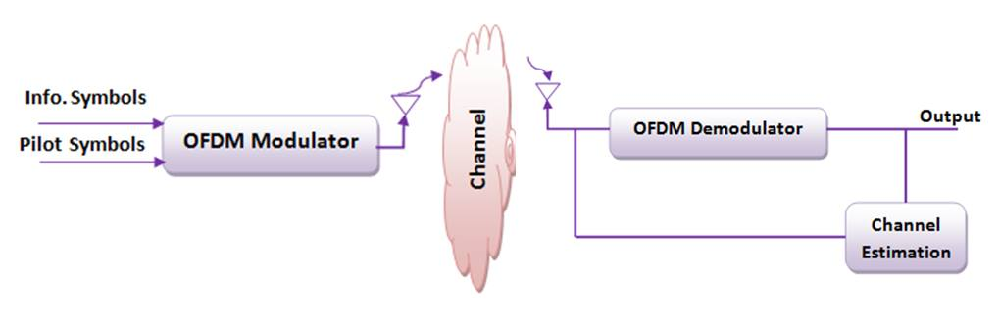 Info. Symbols
Pilot Symbols
OFDM Modulator
Channel
OFDM Demodulator
Output
Channel
Estimation